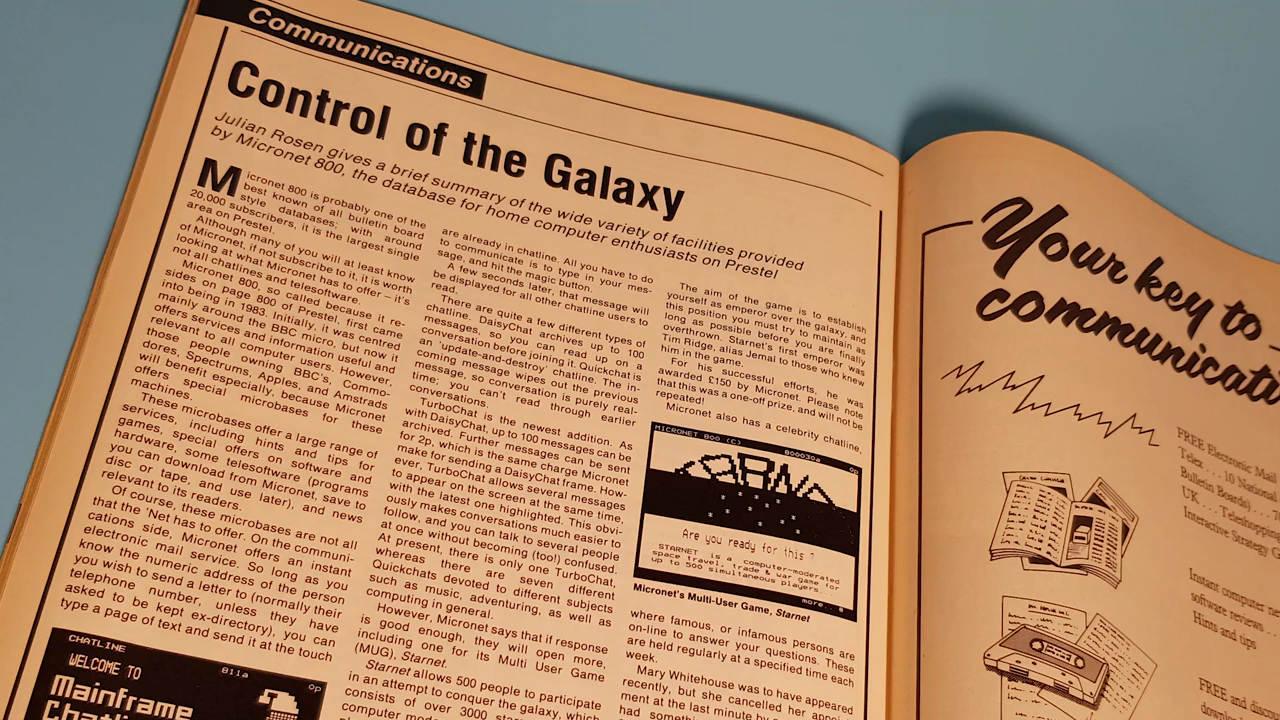 Communications
Control of the Galaxy
Julian Rosen gives a brief summary of the wide variety of facilities provided
by Micronet 800, the database for home computer enthusiasts on Prestel
Micronet 800 is probably one of the
best known of all bulletin board
style databases; with around
20,000 subscribers, it is the largest single
area on Prestel.
Although many of you will at least know
of Micronet, if not subscribe to it, it is worth
looking at what Micronet has to offer – it's
not all chatlines and telesoftware.
Micronet 800, so called because it re-
sides on page 800 of Prestel, first came
into being in 1983. Initially, it was centred
mainly around the BBC micro, but now it
offers services and information useful and
relevant to all computer users. However,
those people owning BBC's, Commo-
dores, Spectrums, Apples, and Amstrads
will benefit especially, because Micronet
offers special microbases for these
machines.
These microbases offer a large range of
services, including hints and tips for
games, special offers on software and
hardware, some telesoftware (programs
you can download from Micronet, save to
disc or tape, and use later), and news
relevant to its readers.
Of course, these microbases are not all
that the 'Net has to offer. On the communi-
cations side, Micronet offers an instant
electronic mail service. So long as you
know the numeric address of the person
you wish to send a letter to (normally their
telephone number, unless they have
asked to be kept ex-directory), you can
type a page of text and send it at the touch
CHATLINE
811a
0p
WELCOME TO
Mainframe
Chatline
are already in chatline. All you have to do
to communicate is to type in your mes-
sage, and hit the magic button.
A few seconds later, that message will
be displayed for all other chatline users to
read.
There are quite a few different types of
chatline. DaisyChat archives up to 100
messages, so you can read up on a
conversation before joining it. Quickchat is
an 'update-and-destroy' chatline. The in-
coming message wipes out the previous
message, so conversation is purely real-
time; you can't read through earlier
conversations.
TurboChat is the newest addition. As
with DaisyChat, up to 100 messages can be
archived. Further messages can be sent
for 2p, which is the same charge Micronet
make for sending a DaisyChat frame. How-
ever, TurboChat allows several messages
to appear on the screen at the same time,
with the latest one highlighted. This obvi-
ously makes conversations much easier to
follow, and you can talk to several people
at once without becoming (too!) confused.
At present, there is only one TurboChat,
whereas there are seven different
Quickchats devoted to different subjects
such as music, adventuring, as well as
computing in general.
However, Micronet says that if response
is good enough, they will open more,
including one for its Multi User Game
(MUG), Starnet.
Starnet allows 500 people to participate
in an attempt to conquer the galaxy, which
consists of over 3000
computer
The aim of the game is to establish
yourself as emperor over the galaxy, and
this position you must try to maintain as
long as possible before you are finally
overthrown. Starnet's first emperor was
Tim Ridge, alias Jemal to those who knew
him in the game.
For his successful efforts, he was
awarded £150 by Micronet. Please note
that this was a one-off prize, and will not be
repeated!
Micronet also has a celebrity chatline,
MICRONET 800 (C)
800030a
0p
Are you ready for this ?
STARNET is a computer-moderated
space travel, trade & war game for
up to 500 simultaneous players...
more..
Micronet's Multi-User Game, Starnet
where famous, or infamous persons are
on-line to answer your questions. These
are held regularly at a specified time each
week.
Mary Whitehouse was to have appeared
recently, but she cancelled her
ment at the last minute by
had
Your key to
communicati
FREE Electronic Mail
Telex . . . 10 National
Bulletin Boards) . . . T
UK . . . Teleshopping
Interactive Strategy G
Instant computer ne
software reviews . .
Hints and tips
FREE and disco
downlo